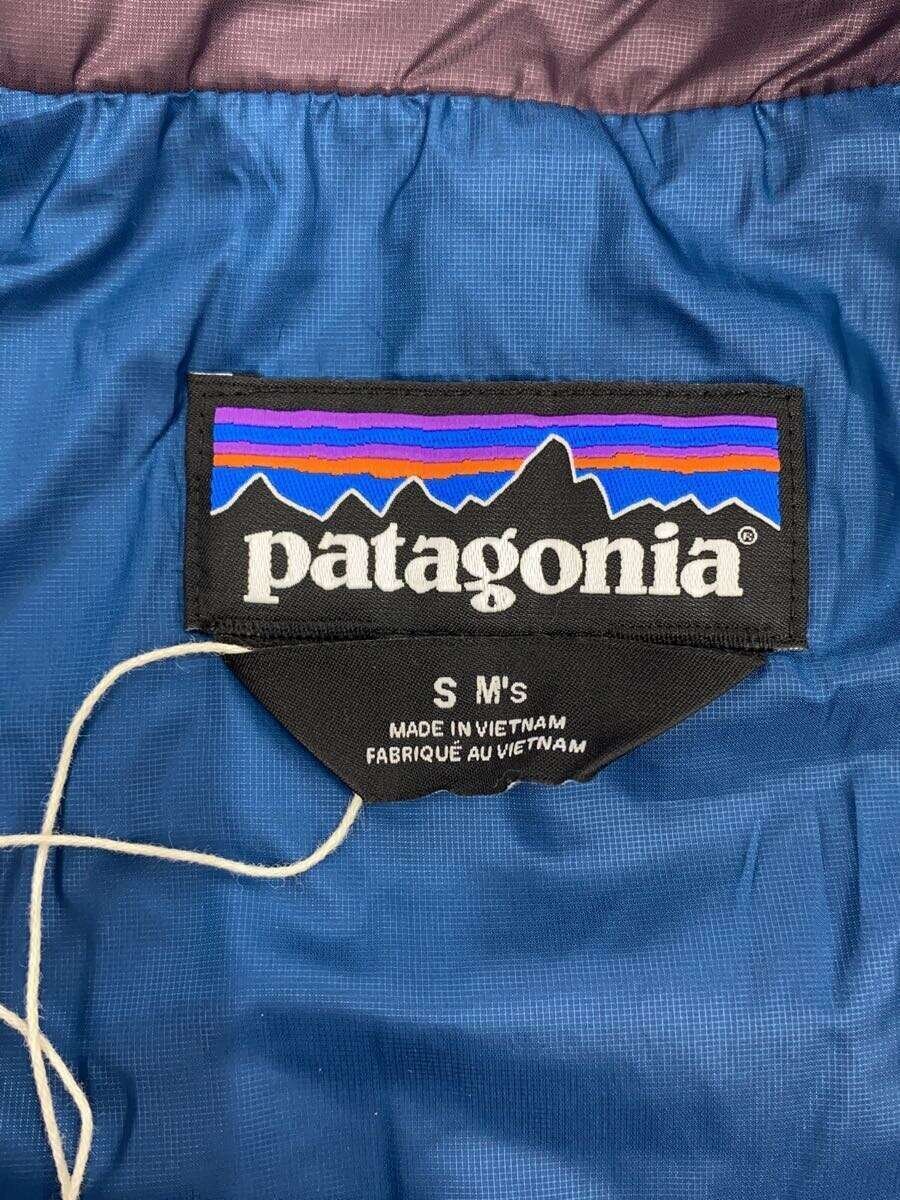 patagonia®
S M's
MADE IN VIETNAM
FABRIQUÉ AU VIETNAM